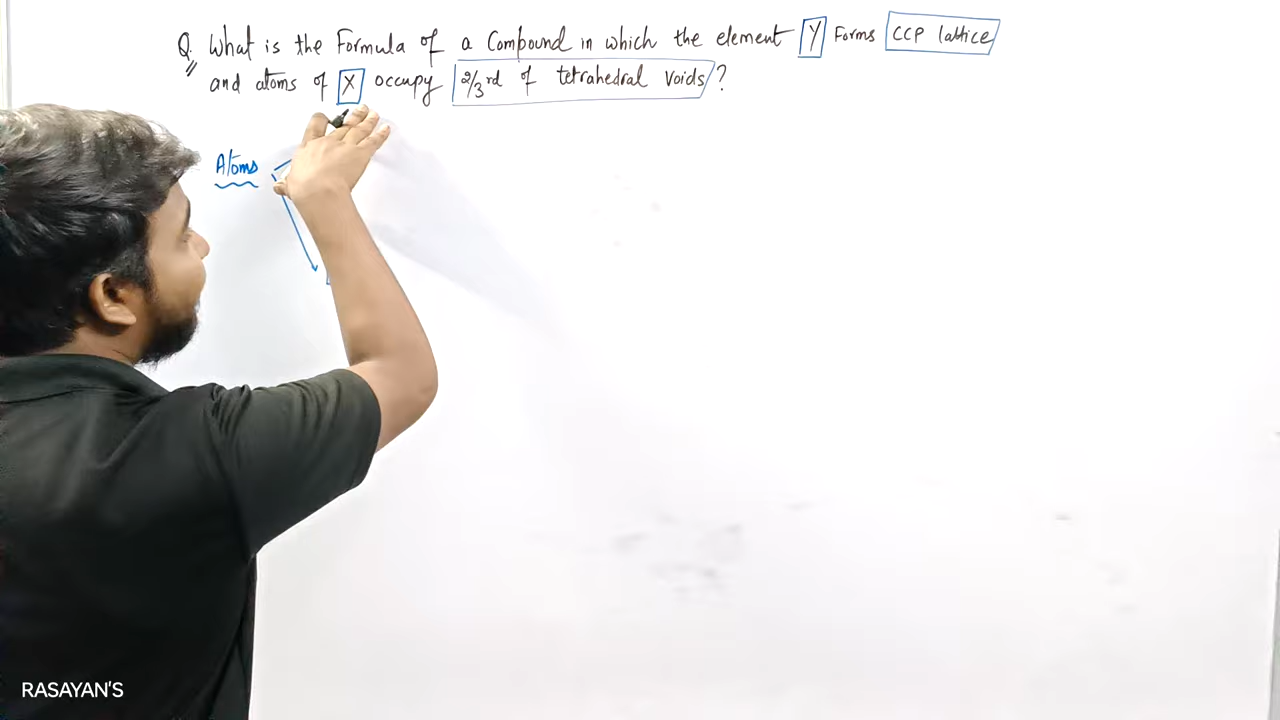 Q. What is the Formula of a Compound in which the element Y Forms CCP lattice
and atoms of X occupy 2/3rd of tetrahedral voids?
Atoms
RASAYAN'S